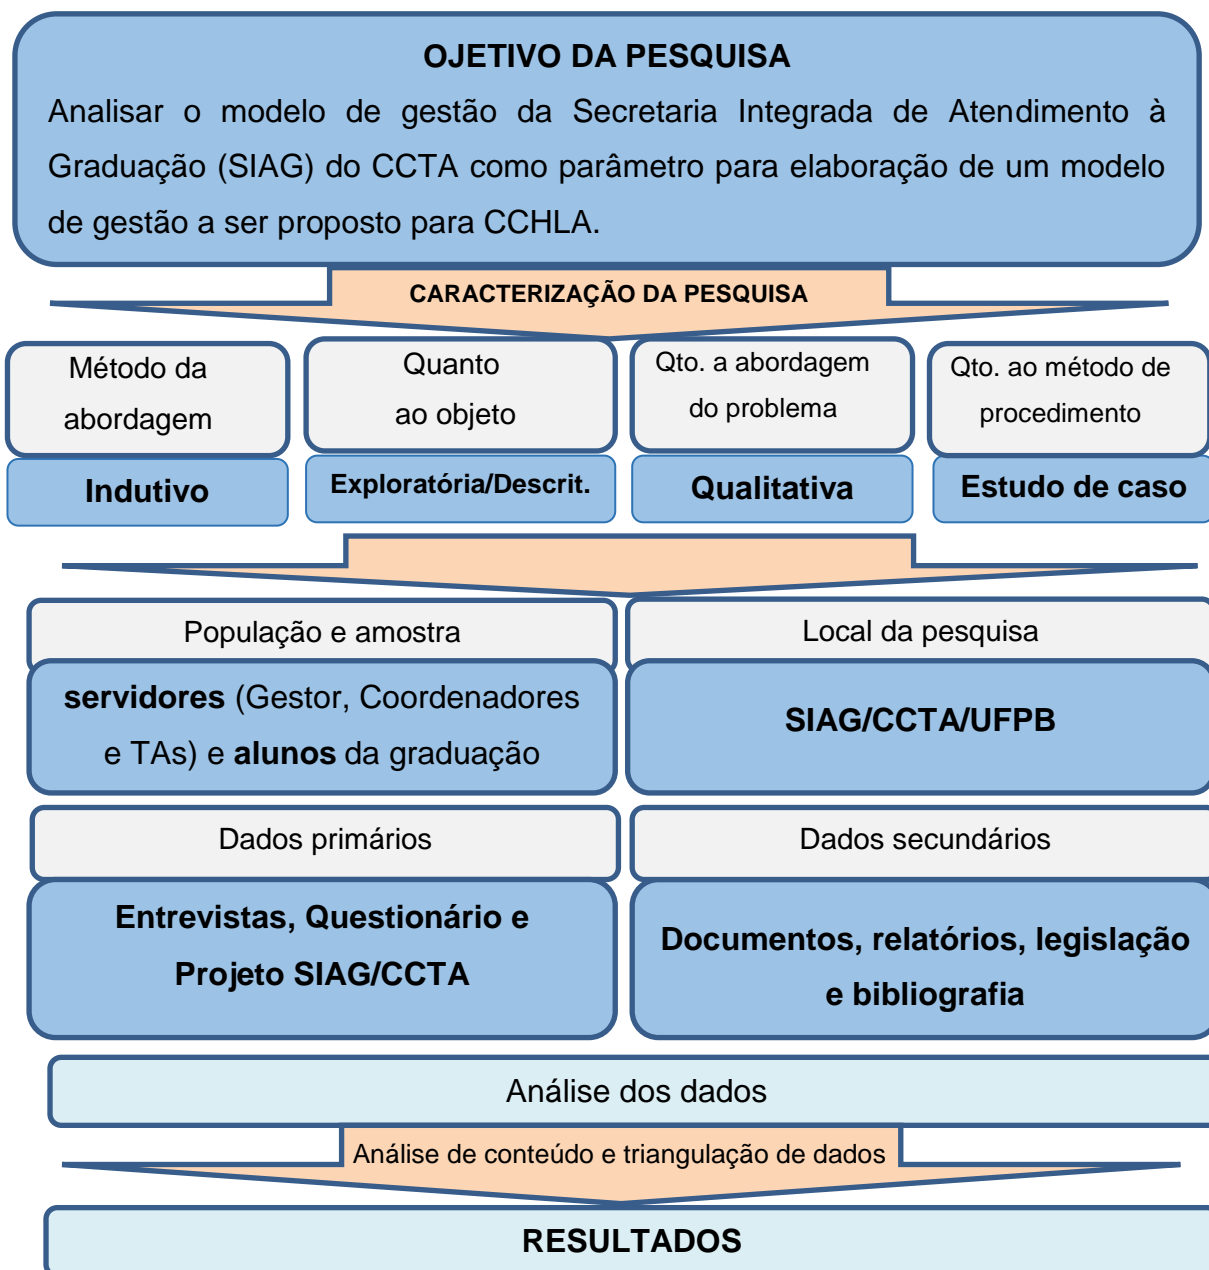 OJETIVO DA PESQUISA
Analisar o modelo de gestão da Secretaria Integrada de Atendimento à
Graduação (SIAG) do CCTA como parâmetro para elaboração de um modelo
de gestão a ser proposto para CCHLA.
CARACTERIZAÇÃO DA PESQUISA
Método da
abordagem
Indutivo
Quanto
ao objeto
Exploratória/Descrit.
Qto. a abordagem
do problema
Qualitativa
Qto. ao método de
procedimento
Estudo de caso
População e amostra
servidores (Gestor, Coordenadores
e TAs) e alunos da graduação
Local da pesquisa
SIAG/CCTA/UFPB
Dados primários
Entrevistas, Questionário e
Projeto SIAG/CCTA
Dados secundários
Documentos, relatórios, legislação
e bibliografia
Análise dos dados
Análise de conteúdo e triangulação de dados
RESULTADOS